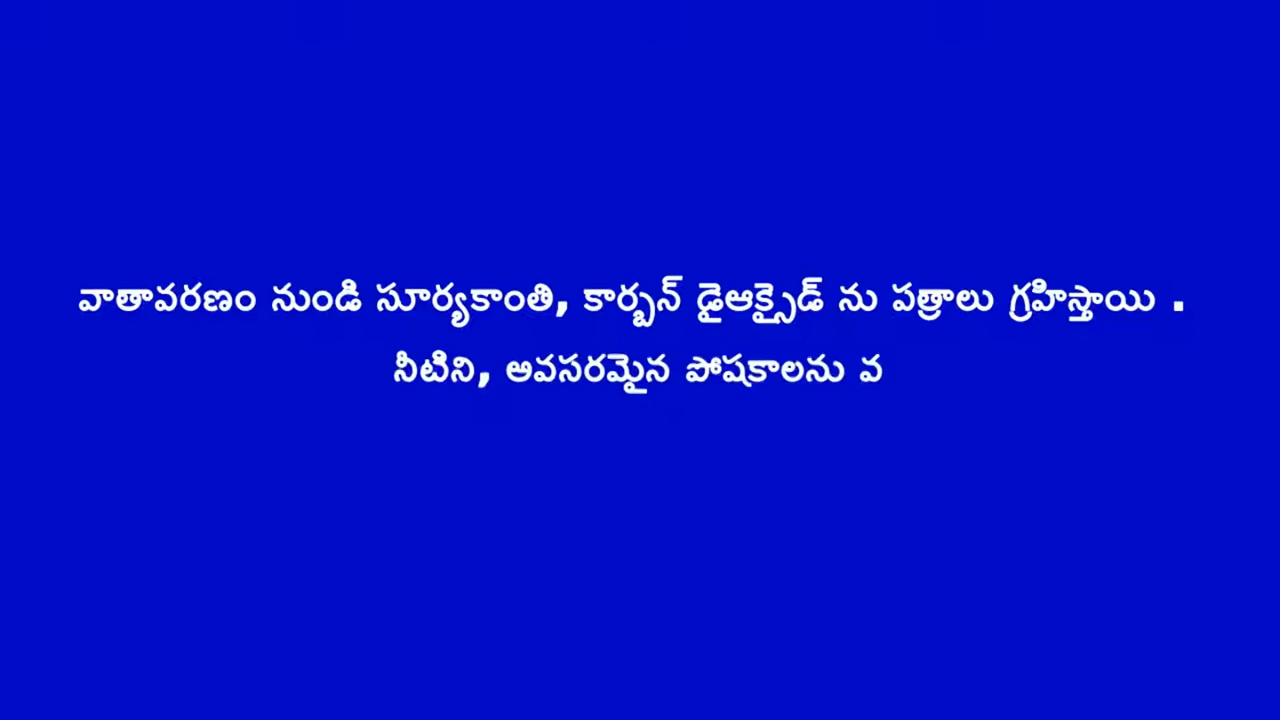 వాతావరణం నుండి సూర్యకాంతి, కార్బన్ డైఆక్సైడ్ ను పత్రాలు గ్రహిస్తాయి .
నీటిని, అవసరమైన పోషకాలను వ